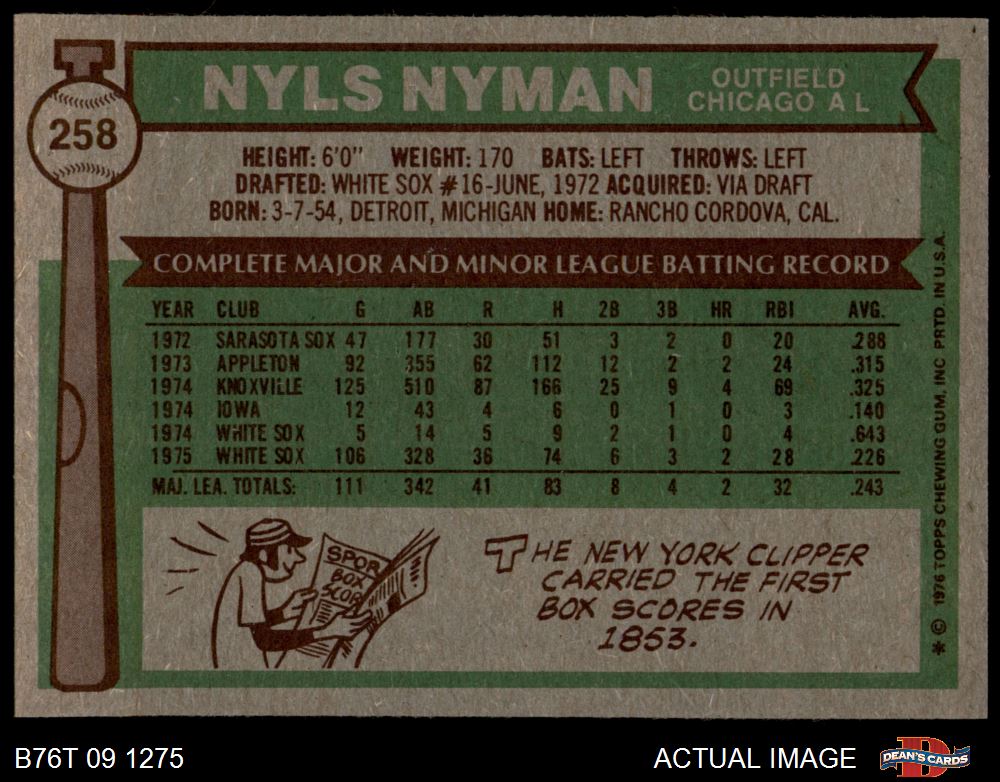 258
NYLS NYMAN
OUTFIELD
CHICAGO A L
HEIGHT: 6'0" WEIGHT: 170 BATS: LEFT THROWS: LEFT
DRAFTED: WHITE SOX #16-JUNE, 1972 ACQUIRED: VIA DRAFT
BORN: 3-7-54, DETROIT, MICHIGAN HOME: RANCHO CORDOVA, CAL.
COMPLETE MAJOR AND MINOR LEAGUE BATTING RECORD
YEAR CLUB G AB R H 2B 3B HR RBI AVG.
1972 SARASOTA SOX 47 177 30 51 3 2 0 20 .288
1973 APPLETON 92 355 62 112 12 2 2 24 .315
1974 KNOXVILLE 125 510 87 166 25 9 4 69 .325
1974 IOWA 12 43 4 6 0 1 0 3 .140
1974 WHITE SOX 5 14 5 9 2 1 0 4 .643
1975 WHITE SOX 106 328 36 74 6 3 2 28 .226
MAJ. LEA. TOTALS: 111 342 41 83 8 4 2 32 .243
SPOR
BOX
SCOR
THE NEW YORK CLIPPER
CARRIED THE FIRST
BOX SCORES IN
1853.
* © 1976 TOPPS CHEWING GUM, INC PRTD. IN U.S.A.
B76T 09 1275
ACTUAL IMAGE
D
DEAN'S CARDS